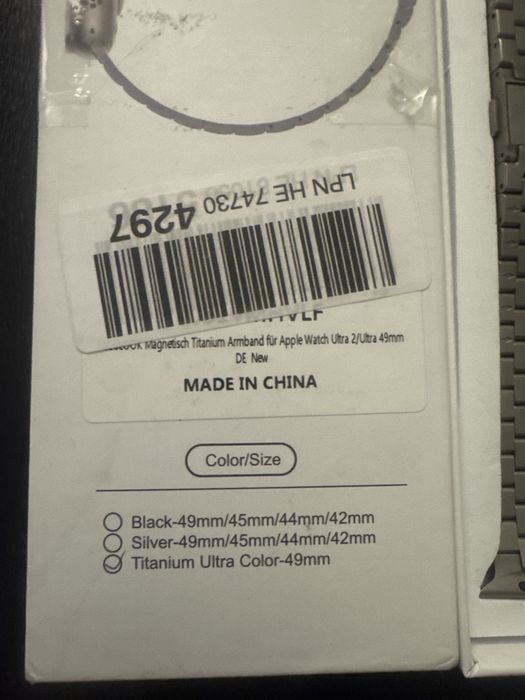 LPN HE 74730 4297
Magnetisch Titanium Armband für Apple Watch Ultra 2/Ultra 49mm
DE New
MADE IN CHINA
Color/Size
Black-49mm/45mm/44mm/42mm
Silver-49mm/45mm/44mm/42mm
Titanium Ultra Color-49mm